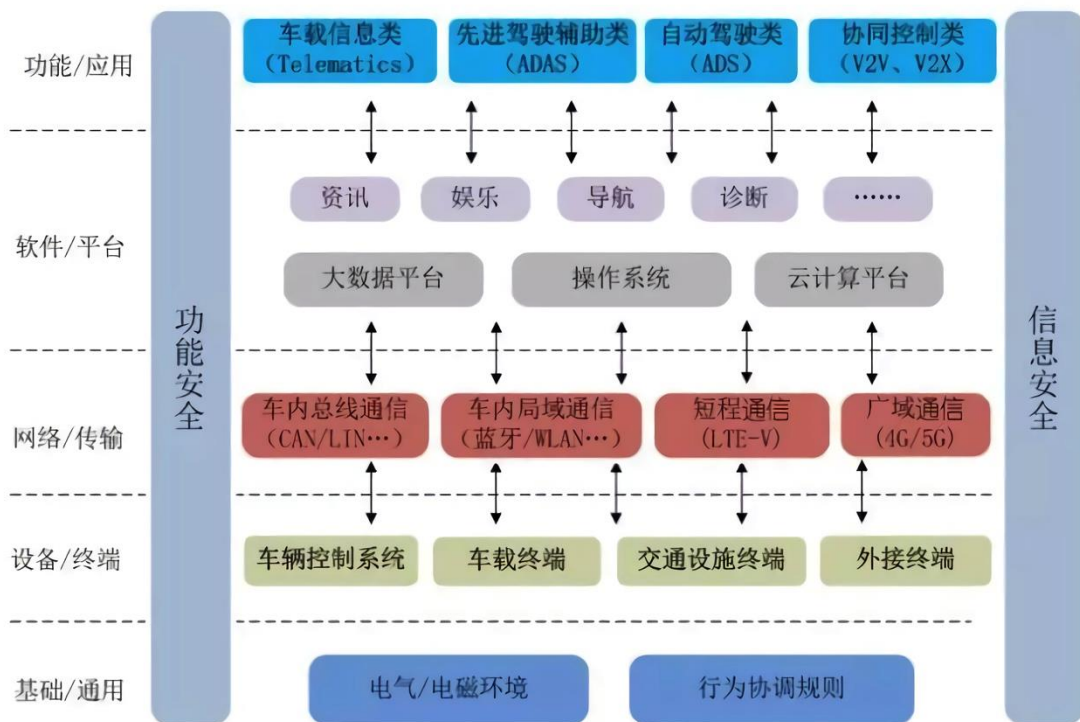 功能/应用
车载信息类
（Telematics）
先进驾驶辅助类
（ADAS）
自动驾驶类
（ADS）
协同控制类
（V2V、V2X）
软件/平台
资讯
娱乐
导航
诊断
……
大数据平台
操作系统
云计算平台
功能安全
信息安全
网络/传输
车内总线通信
（CAN/LIN…）
车内局域通信
（蓝牙/WLAN…）
短程通信
(LTE-V)
广域通信
(4G/5G)
设备/终端
车辆控制系统
车载终端
交通设施终端
外接终端
基础/通用
电气/电磁环境
行为协调规则